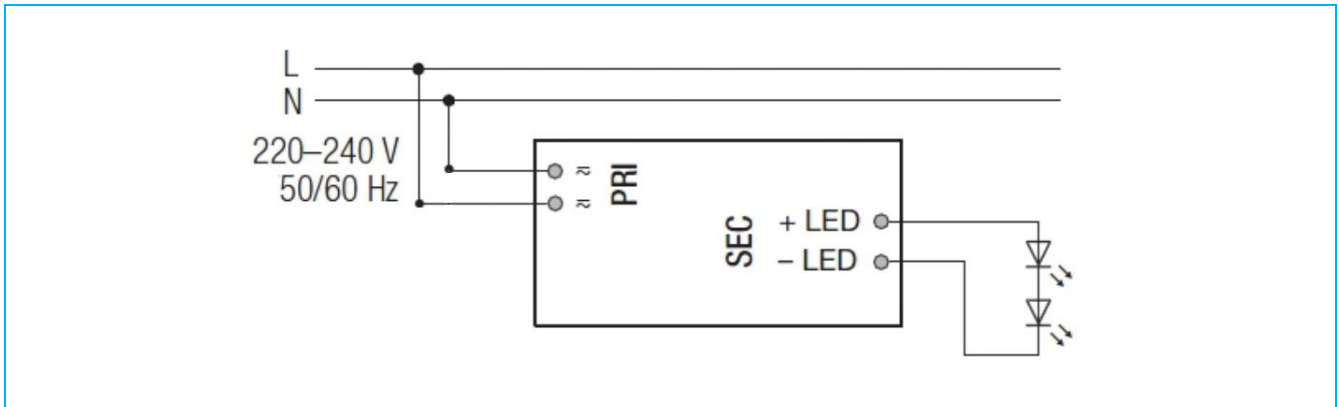 L
N
220–240 V
50/60 Hz
≈
≈
PRI
SEC
+ LED
– LED